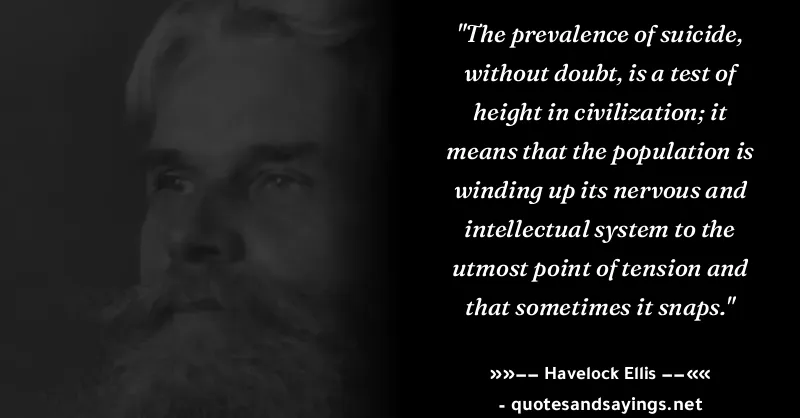 "The prevalence of suicide,
without doubt, is a test of
height in civilization; it
means that the population is
winding up its nervous and
intellectual system to the
utmost point of tension and
that sometimes it snaps."
»»−− Havelock Ellis −−««
- quotesandsayings.net